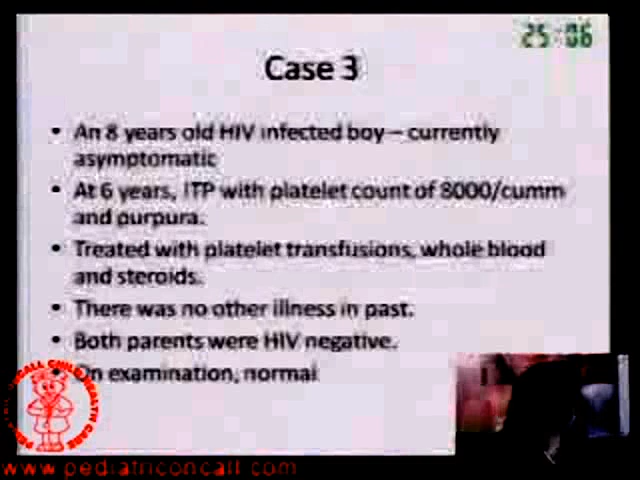 25:06
Case 3
• An 8 years old HIV infected boy – currently
asymptomatic
• At 6 years, ITP with platelet count of 8000/cumm
and purpura.
• Treated with platelet transfusions, whole blood
and steroids.
• There was no other illness in past.
• Both parents were HIV negative.
• On examination, normal
www.pediatriconcall.com